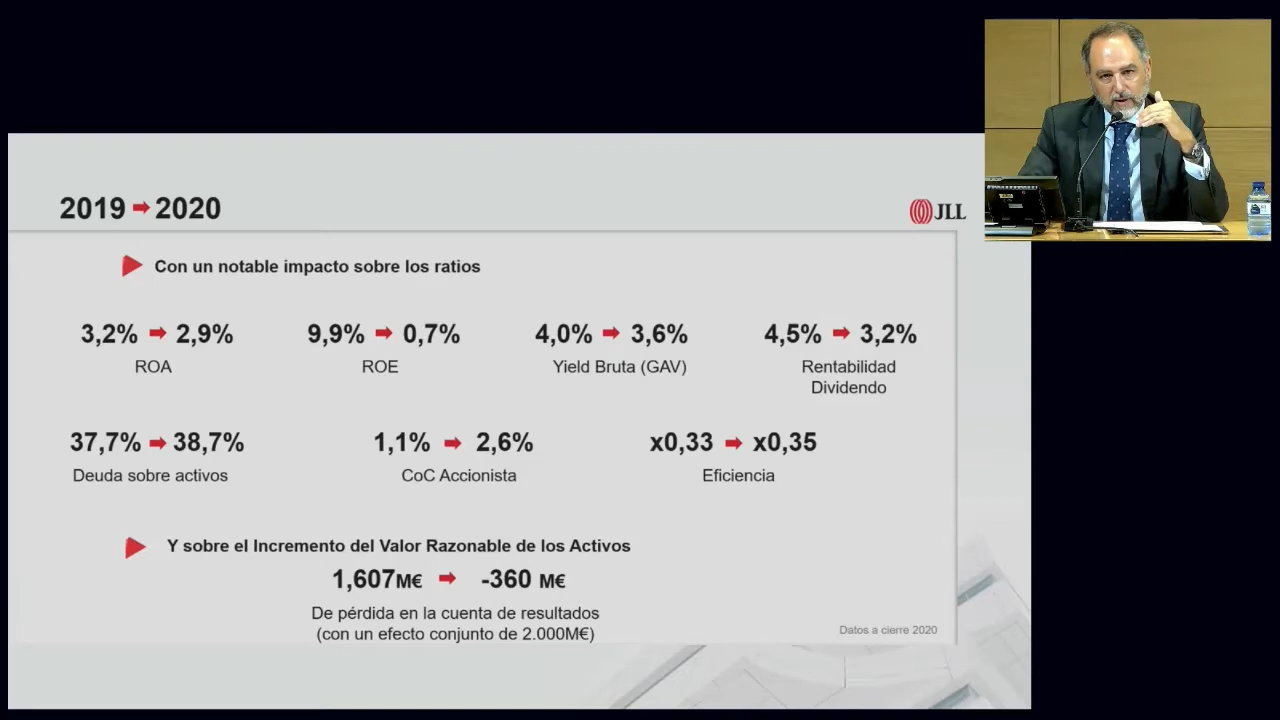 2019 2020
JLL
Con un notable impacto sobre los ratios
3,2% 2,9%
ROA
9,9% 0,7%
ROE
4,0% 3,6%
Yield Bruta (GAV)
4,5% 3,2%
Rentabilidad
Dividendo
37,7% 38,7%
Deuda sobre activos
1,1% 2,6%
CoC Accionista
x0,33 x0,35
Eficiencia
Y sobre el Incremento del Valor Razonable de los Activos
1,607M€ -360 M€
De pérdida en la cuenta de resultados
(con un efecto conjunto de 2.000M€)
Datos a cierre 2020